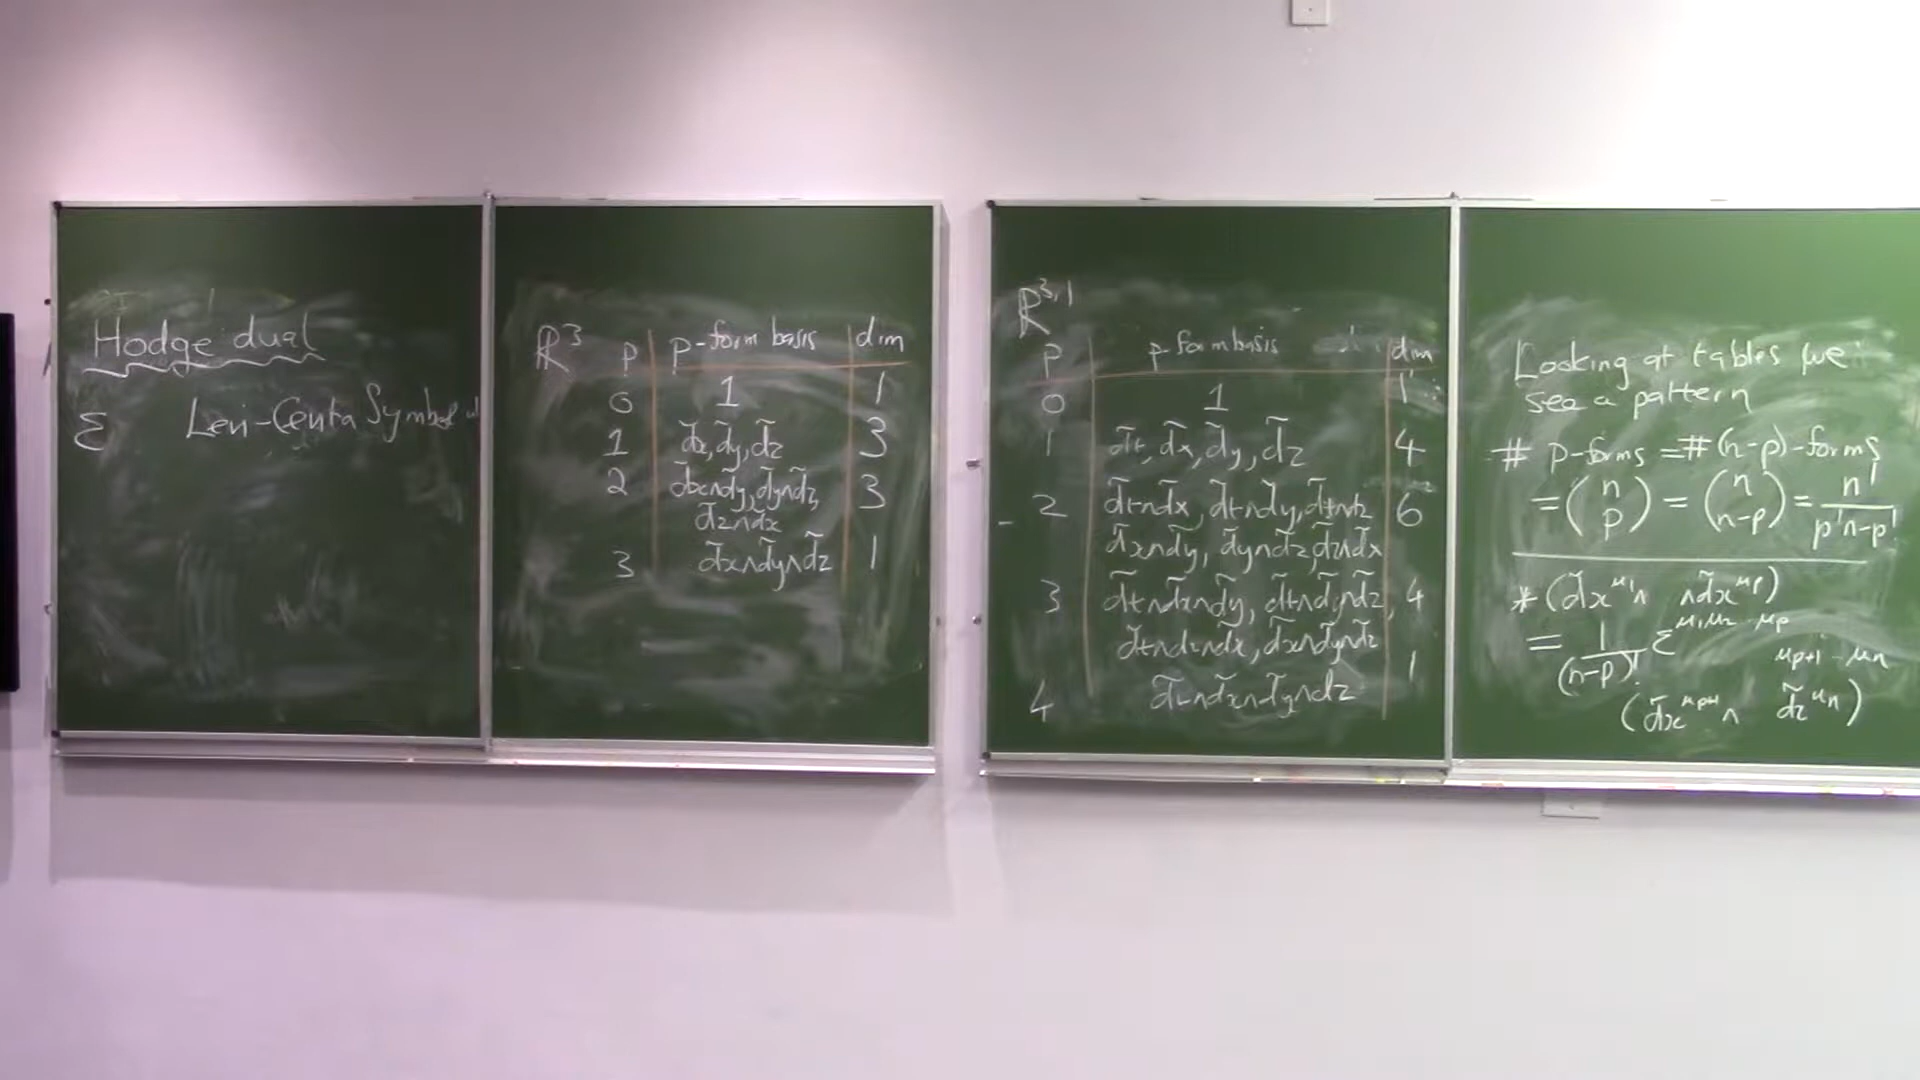 Hodge dual
ε Levi-Civita Symbol
ℝ³ p p-form basis dim
0 1 1
1 d̃x, d̃y, d̃z 3
2 d̃x∧d̃y, d̃y∧d̃z, 3
d̃z∧d̃x
3 d̃x∧d̃y∧d̃z 1
ℝ³,¹
p p-form basis dim
0 1 1
1 d̃t, d̃x, d̃y, d̃z 4
2 d̃t∧d̃x, d̃t∧d̃y, d̃t∧d̃z 6
d̃x∧d̃y, d̃y∧d̃z, d̃z∧d̃x
3 d̃t∧d̃x∧d̃y, d̃t∧d̃y∧d̃z, 4
d̃t∧d̃z∧d̃x, d̃x∧d̃y∧d̃z
4 d̃t∧d̃x∧d̃y∧d̃z 1
Looking at tables we
see a pattern
# p-forms = #(n-p)-forms
= (n p) = (n n-p) = n!/p!n-p!
*(d̃x^μ1∧ ∧d̃x^μp)
= 1/(n-p)! ε^μ1μ2...μp _μp+1...μn
(d̃x^μp+1∧ d̃x^μn)